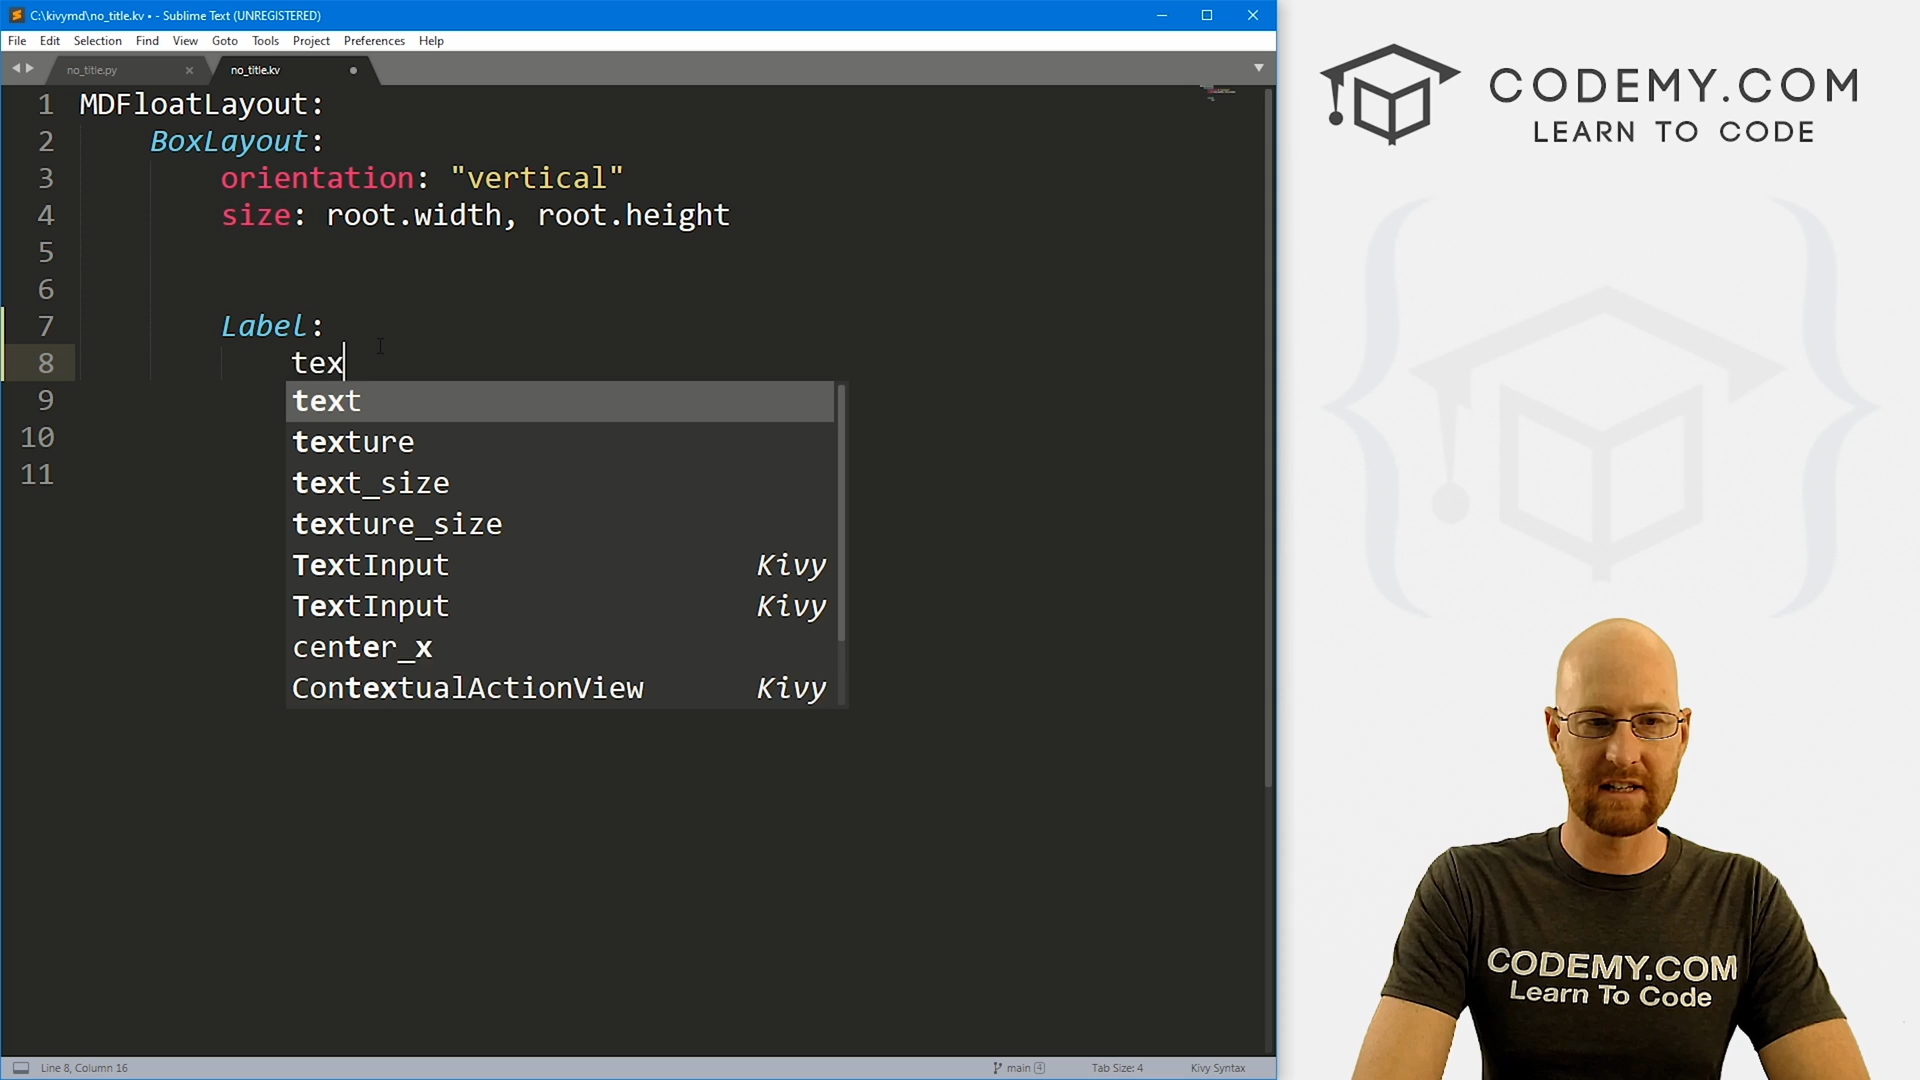 C:\kivymd\no_title.kv • - Sublime Text (UNREGISTERED)
File Edit Selection Find View Goto Tools Project Preferences Help
no_title.py
no_title.kv
1 MDFloatLayout:
2 BoxLayout:
3 orientation: "vertical"
4 size: root.width, root.height
5
6
7 Label:
8 tex
9
10
11
text
texture
text_size
texture_size
TextInput Kivy
TextInput Kivy
center_x
ContextualActionView Kivy
Line 8, Column 16
main 4
Tab Size: 4
Kivy Syntax
CODEMY.COM
LEARN TO CODE
CODEMY.COM
Learn To Code